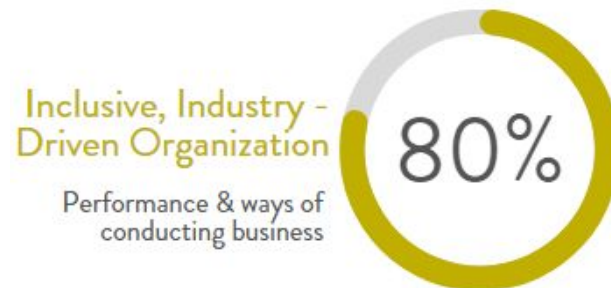 Inclusive, Industry -
Driven Organization
Performance & ways of
conducting business
80%